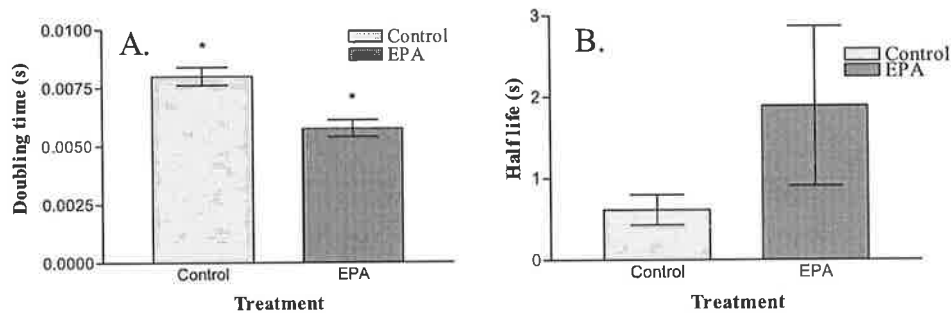 A.
*
*
Control
EPA
Doubling time (s)
0.0100
0.0075
0.0050
0.0025
0.0000
Control
EPA
Treatment
B.
Control
EPA
Half life (s)
3
2
1
0
Control
EPA
Treatment